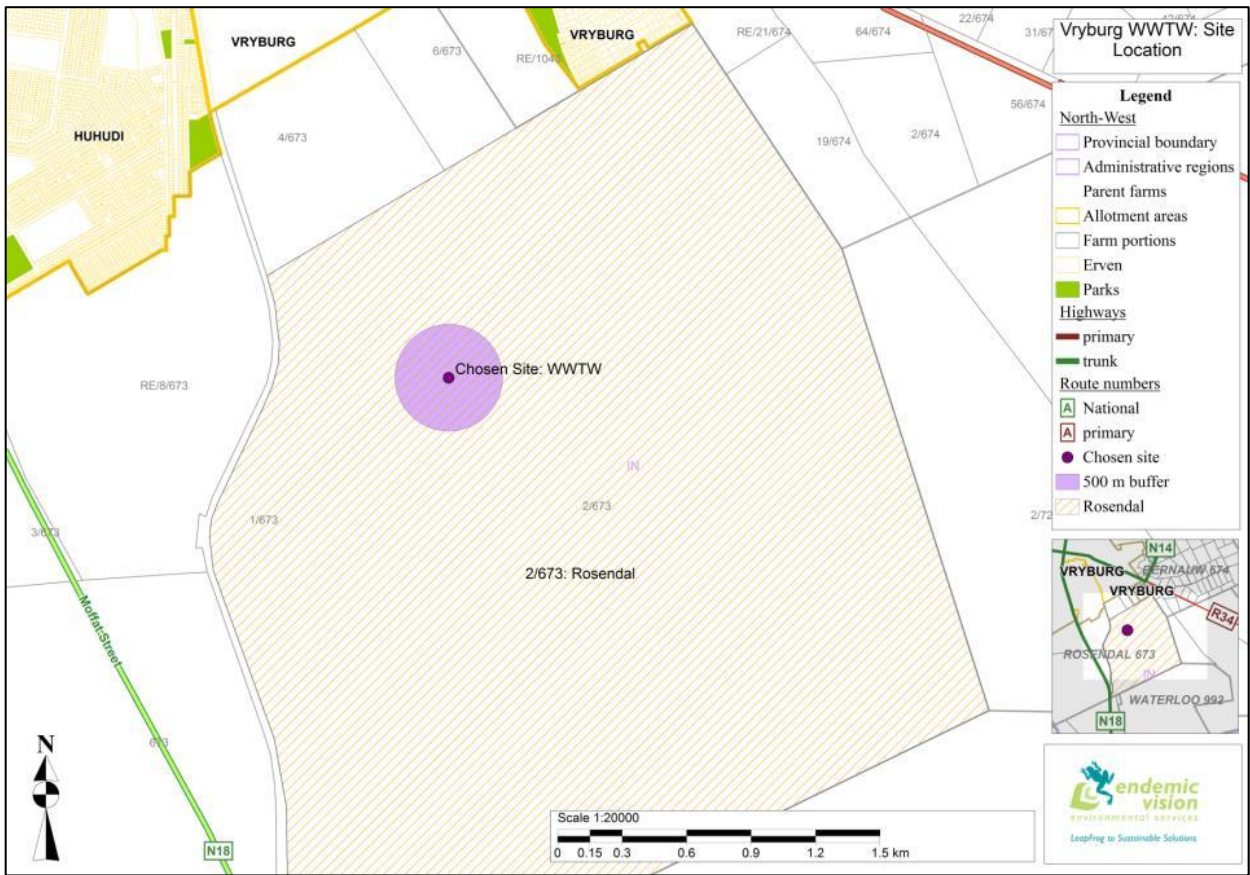 Vryburg WWTW: Site
Location
Legend
North-West
Provincial boundary
Administrative regions
Parent farms
Allotment areas
Farm portions
Erven
Parks
Highways
primary
trunk
Route numbers
A National
A primary
Chosen site
500 m buffer
Rosendal
VRYBURG
VRYBURG
HUHUDI
6/673
RE/1043
4/673
RE/21/674
64/674
22/674
56/674
19/674
2/674
Chosen Site: WWTW
RE/8/673
IN
2/673
1/673
3/673
2/673: Rosendal
Moffat Street
673
N18
N
Scale 1:20000
0 0.15 0.3 0.6 0.9 1.2 1.5 km
N14
VRYBURG
BERNAUW 674
VRYBURG
R34
ROSENDAL 673
IN
WATERLOO 992
N18
endemic
vision
environmental services
Leapfrog to Sustainable Solutions